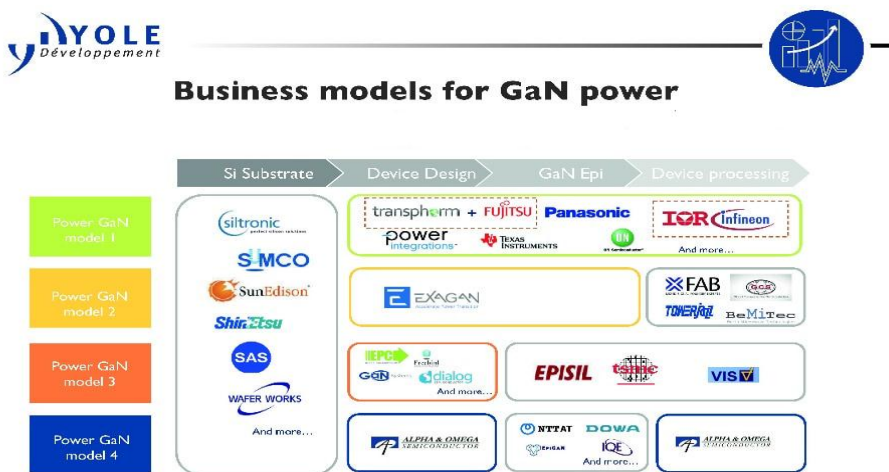 YOLE
Développement
Business models for GaN power
Si Substrate
Device Design
GaN Epi
Device processing
Power GaN
model 1
siltronic
transphorm + FUJITSU
Panasonic
IOR
Infineon
power
integrations
TEXAS
INSTRUMENTS
ON
And more...
SUMCO
Power GaN
model 2
SunEdison
EXAGAN
XFAB
GCS
TOWERJAZZ
BeMiTec
ShinEtsu
Power GaN
model 3
SAS
EPC
GaN Systems
dialog
And more...
EPISIL
tsmc
VIS
WAFER WORKS
And more...
Power GaN
model 4
ALPHA & OMEGA
SEMICONDUCTOR
NTTAT
DOWA
EPIGAN
IQE
And more...
ALPHA & OMEGA
SEMICONDUCTOR